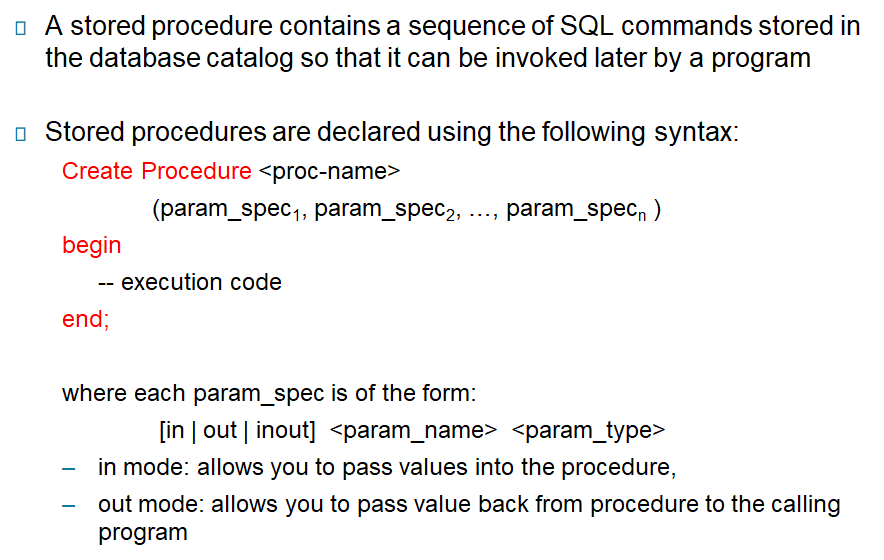 A stored procedure contains a sequence of SQL commands stored in
the database catalog so that it can be invoked later by a program
Stored procedures are declared using the following syntax:
Create Procedure <proc-name>
(param_spec₁, param_spec₂, …, param_specₙ )
begin
-- execution code
end;
where each param_spec is of the form:
[in | out | inout] <param_name> <param_type>
– in mode: allows you to pass values into the procedure,
– out mode: allows you to pass value back from procedure to the calling
program